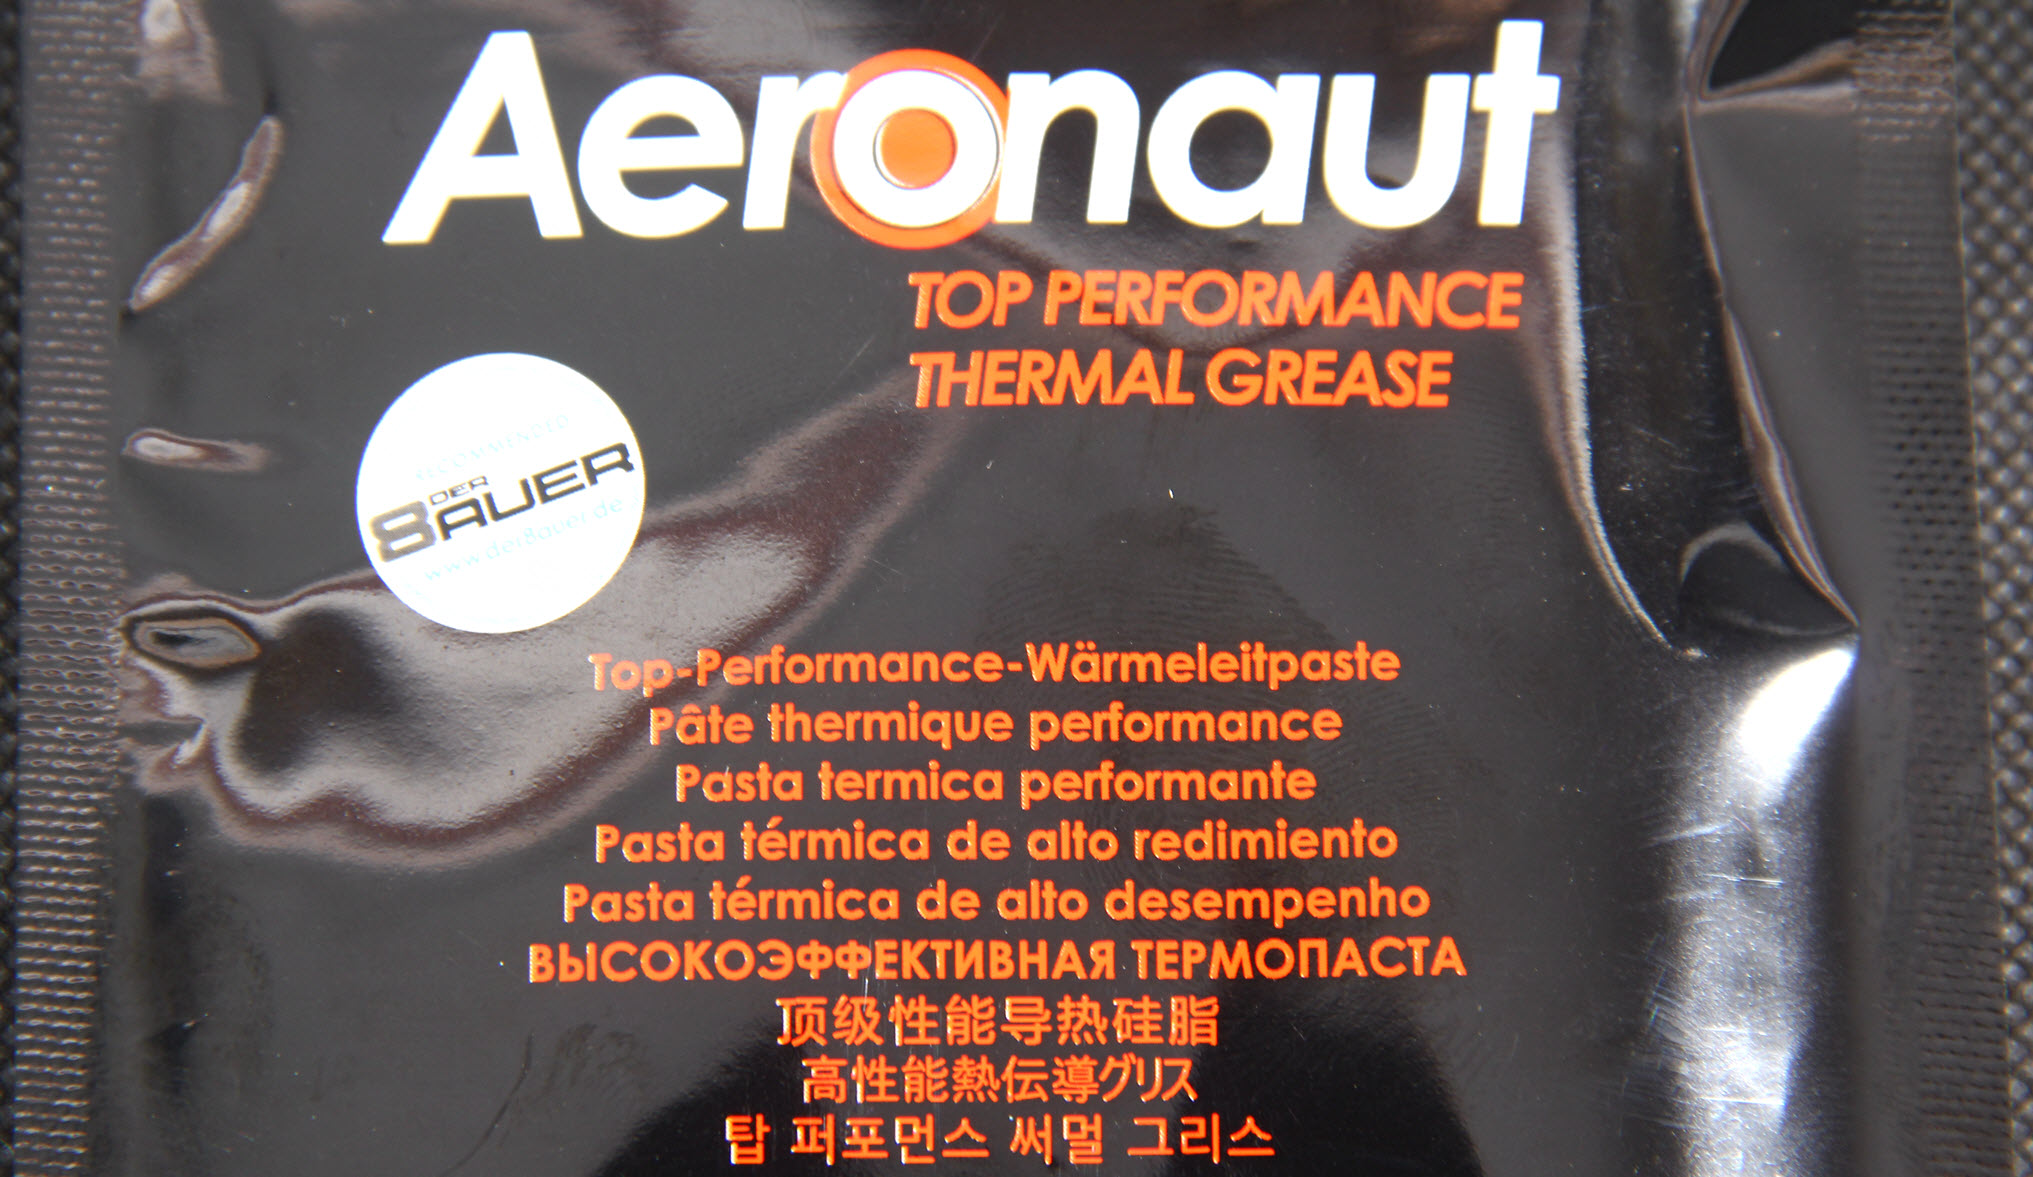 Aeronaut
TOP PERFORMANCE
THERMAL GREASE
RECOMMENDED
DER
8AUER
www.der8auer.de
Top-Performance-Wärmeleitpaste
Pâte thermique performance
Pasta termica performante
Pasta térmica de alto redimiento
Pasta térmica de alto desempenho
ВЫСОКОЭФФЕКТИВНАЯ ТЕРМОПАСТА
顶级性能导热硅脂
高性能熱伝導グリス
탑 퍼포먼스 써멀 그리스